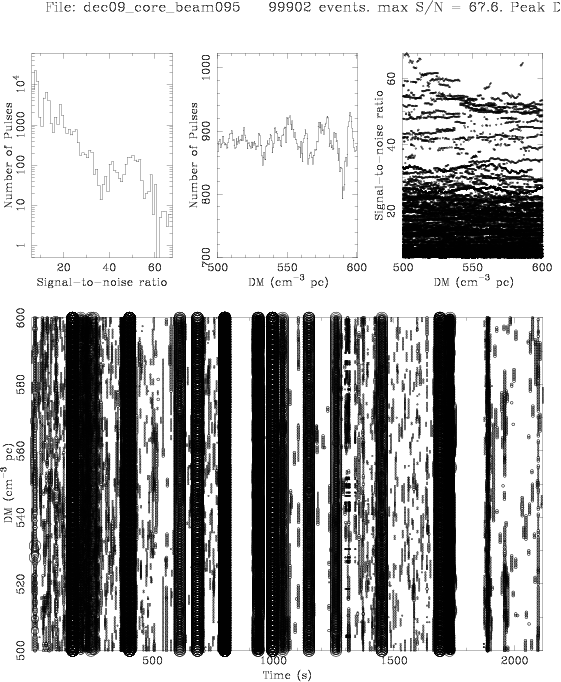 File: dec09_core_beam095 99902 events. max S/N = 67.6. Peak D
Number of Pulses
1
10
100
1000
10⁴
20 40 60
Signal−to−noise ratio
Number of Pulses
700
800
900
1000
500 550 600
DM (cm⁻³ pc)
Signal−to−noise ratio
20
40
60
500 550 600
DM (cm⁻³ pc)
DM (cm⁻³ pc)
500
520
540
560
580
600
500 1000 1500 2000
Time (s)